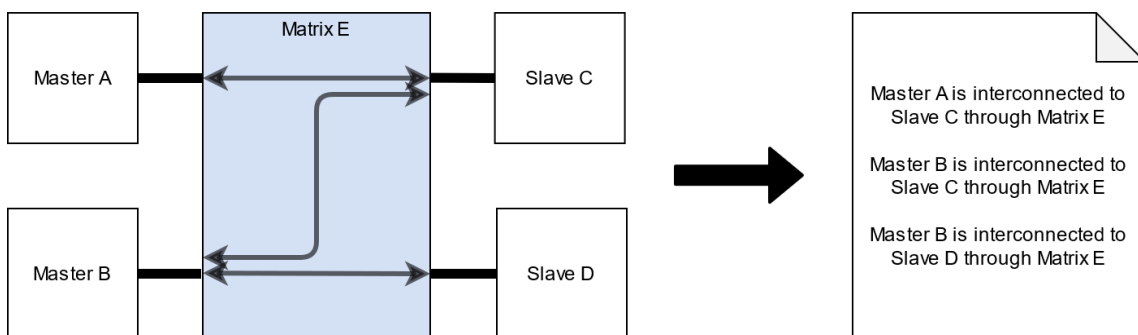 Matrix E
Master A
Slave C
Master B
Slave D
Master A is interconnected to
Slave C through Matrix E
Master B is interconnected to
Slave C through Matrix E
Master B is interconnected to
Slave D through Matrix E